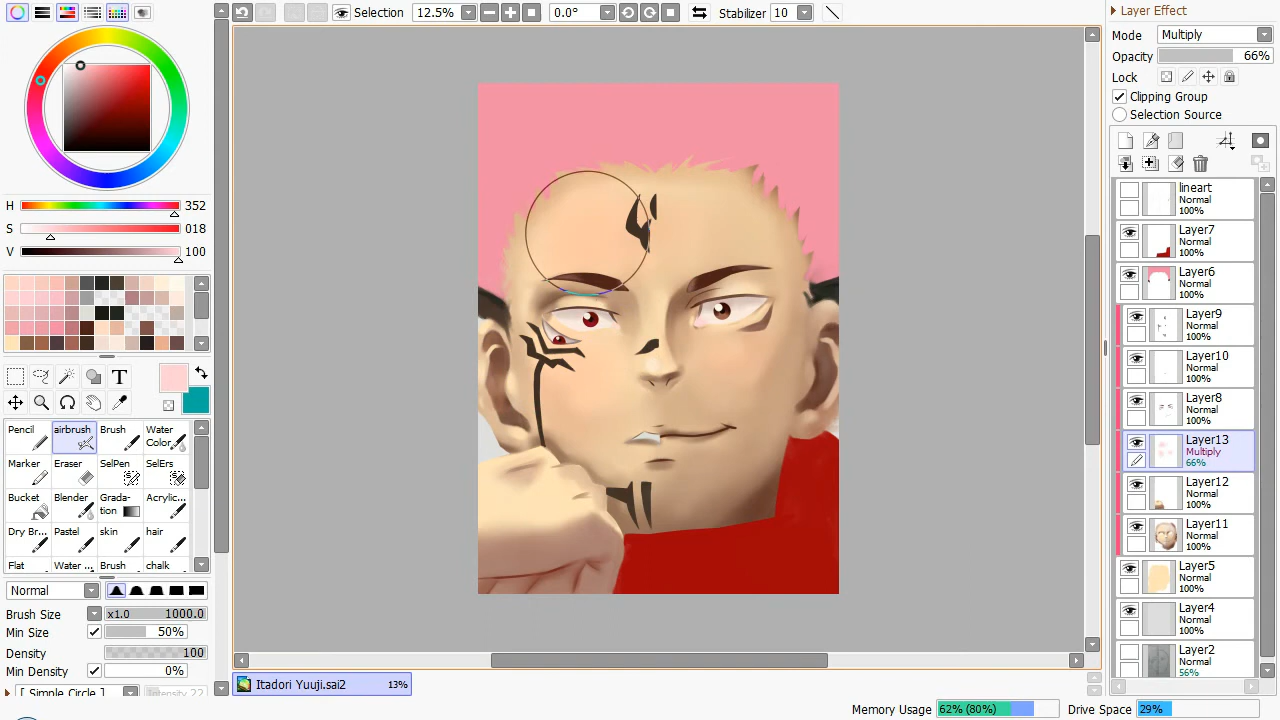 Selection 12.5% 0.0° Stabilizer 10
H 352
S 018
V 100
T
Pencil airbrush Brush Water Color
Marker Eraser SelPen SelErs
Bucket Blender Grada-tion Acrylic...
Dry Br... Pastel skin hair
Flat Water ... Brush chalk
Normal
Brush Size x1.0 1000.0
Min Size 50%
Density 100
Min Density 0%
[ Simple Circle ] Intensity 22
Itadori Yuuji.sai2 13%
Memory Usage 62% (80%) Drive Space 29%
Layer Effect
Mode Multiply
Opacity 66%
Lock
Clipping Group
Selection Source
lineart
Normal
100%
Layer7
Normal
100%
Layer6
Normal
100%
Layer9
Normal
100%
Layer10
Normal
100%
Layer8
Normal
100%
Layer13
Multiply
66%
Layer12
Normal
100%
Layer11
Normal
100%
Layer5
Normal
100%
Layer4
Normal
100%
Layer2
Normal
56%